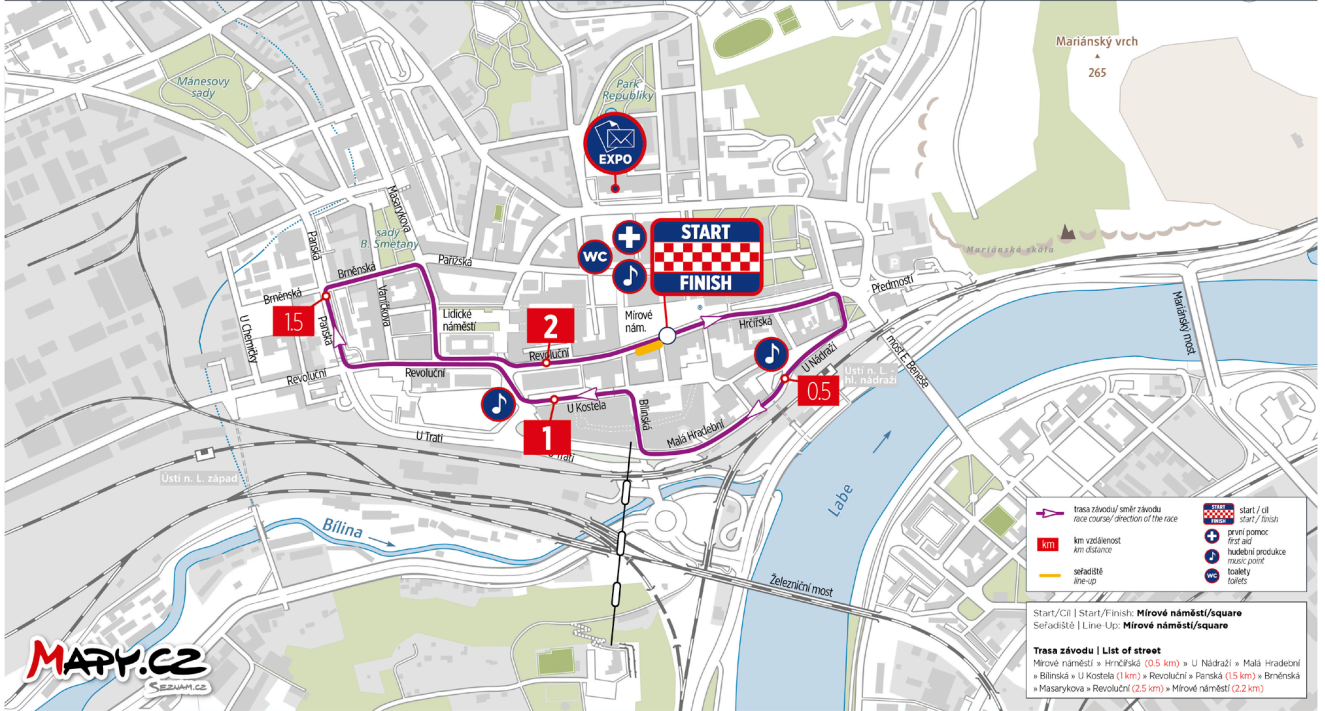 Mánesovy
sady
Park
Republiky
Mariánský vrch
265
EXPO
Masarykova
Panská
sady
B. Smetany
Pařížská
Brněnská
Brněnská
WC
START
FINISH
Mariánská skála
Předmostí
Mariánský most
1.5
U Chemičky
Panská
Vaníčkova
Lidické
náměstí
2
Mírové
nám.
Hrčířská
Revoluční
Revoluční
Revoluční
U Nádraží
Ústí n. L. -
hl. nádraží
most E. Beneše
0.5
U Kostela
Bílinská
Malá Hradební
1
U Trati
U Trati
Ústí n. L. západ
Bílina
Labe
Železniční most
trasa závodu/ směr závodu
race course/ direction of the race
km
km vzdálenost
km distance
seřadiště
line-up
START
FINISH
start / cíl
start / finish
první pomoc
first aid
hudební produkce
music point
WC
toalety
toilets
Start/Cíl | Start/Finish: Mírové náměstí/square
Seřadiště | Line-Up: Mírové náměstí/square
Trasa závodu | List of street
Mírové náměstí » Hrnčířská (0.5 km) » U Nádraží » Malá Hradební
» Bílinská » U Kostela (1 km) » Revoluční » Panská (1.5 km) » Brněnská
» Masarykova » Revoluční (2.5 km) » Mírové náměstí (2.2 km)
MAPY.CZ
SEZNAM.CZ